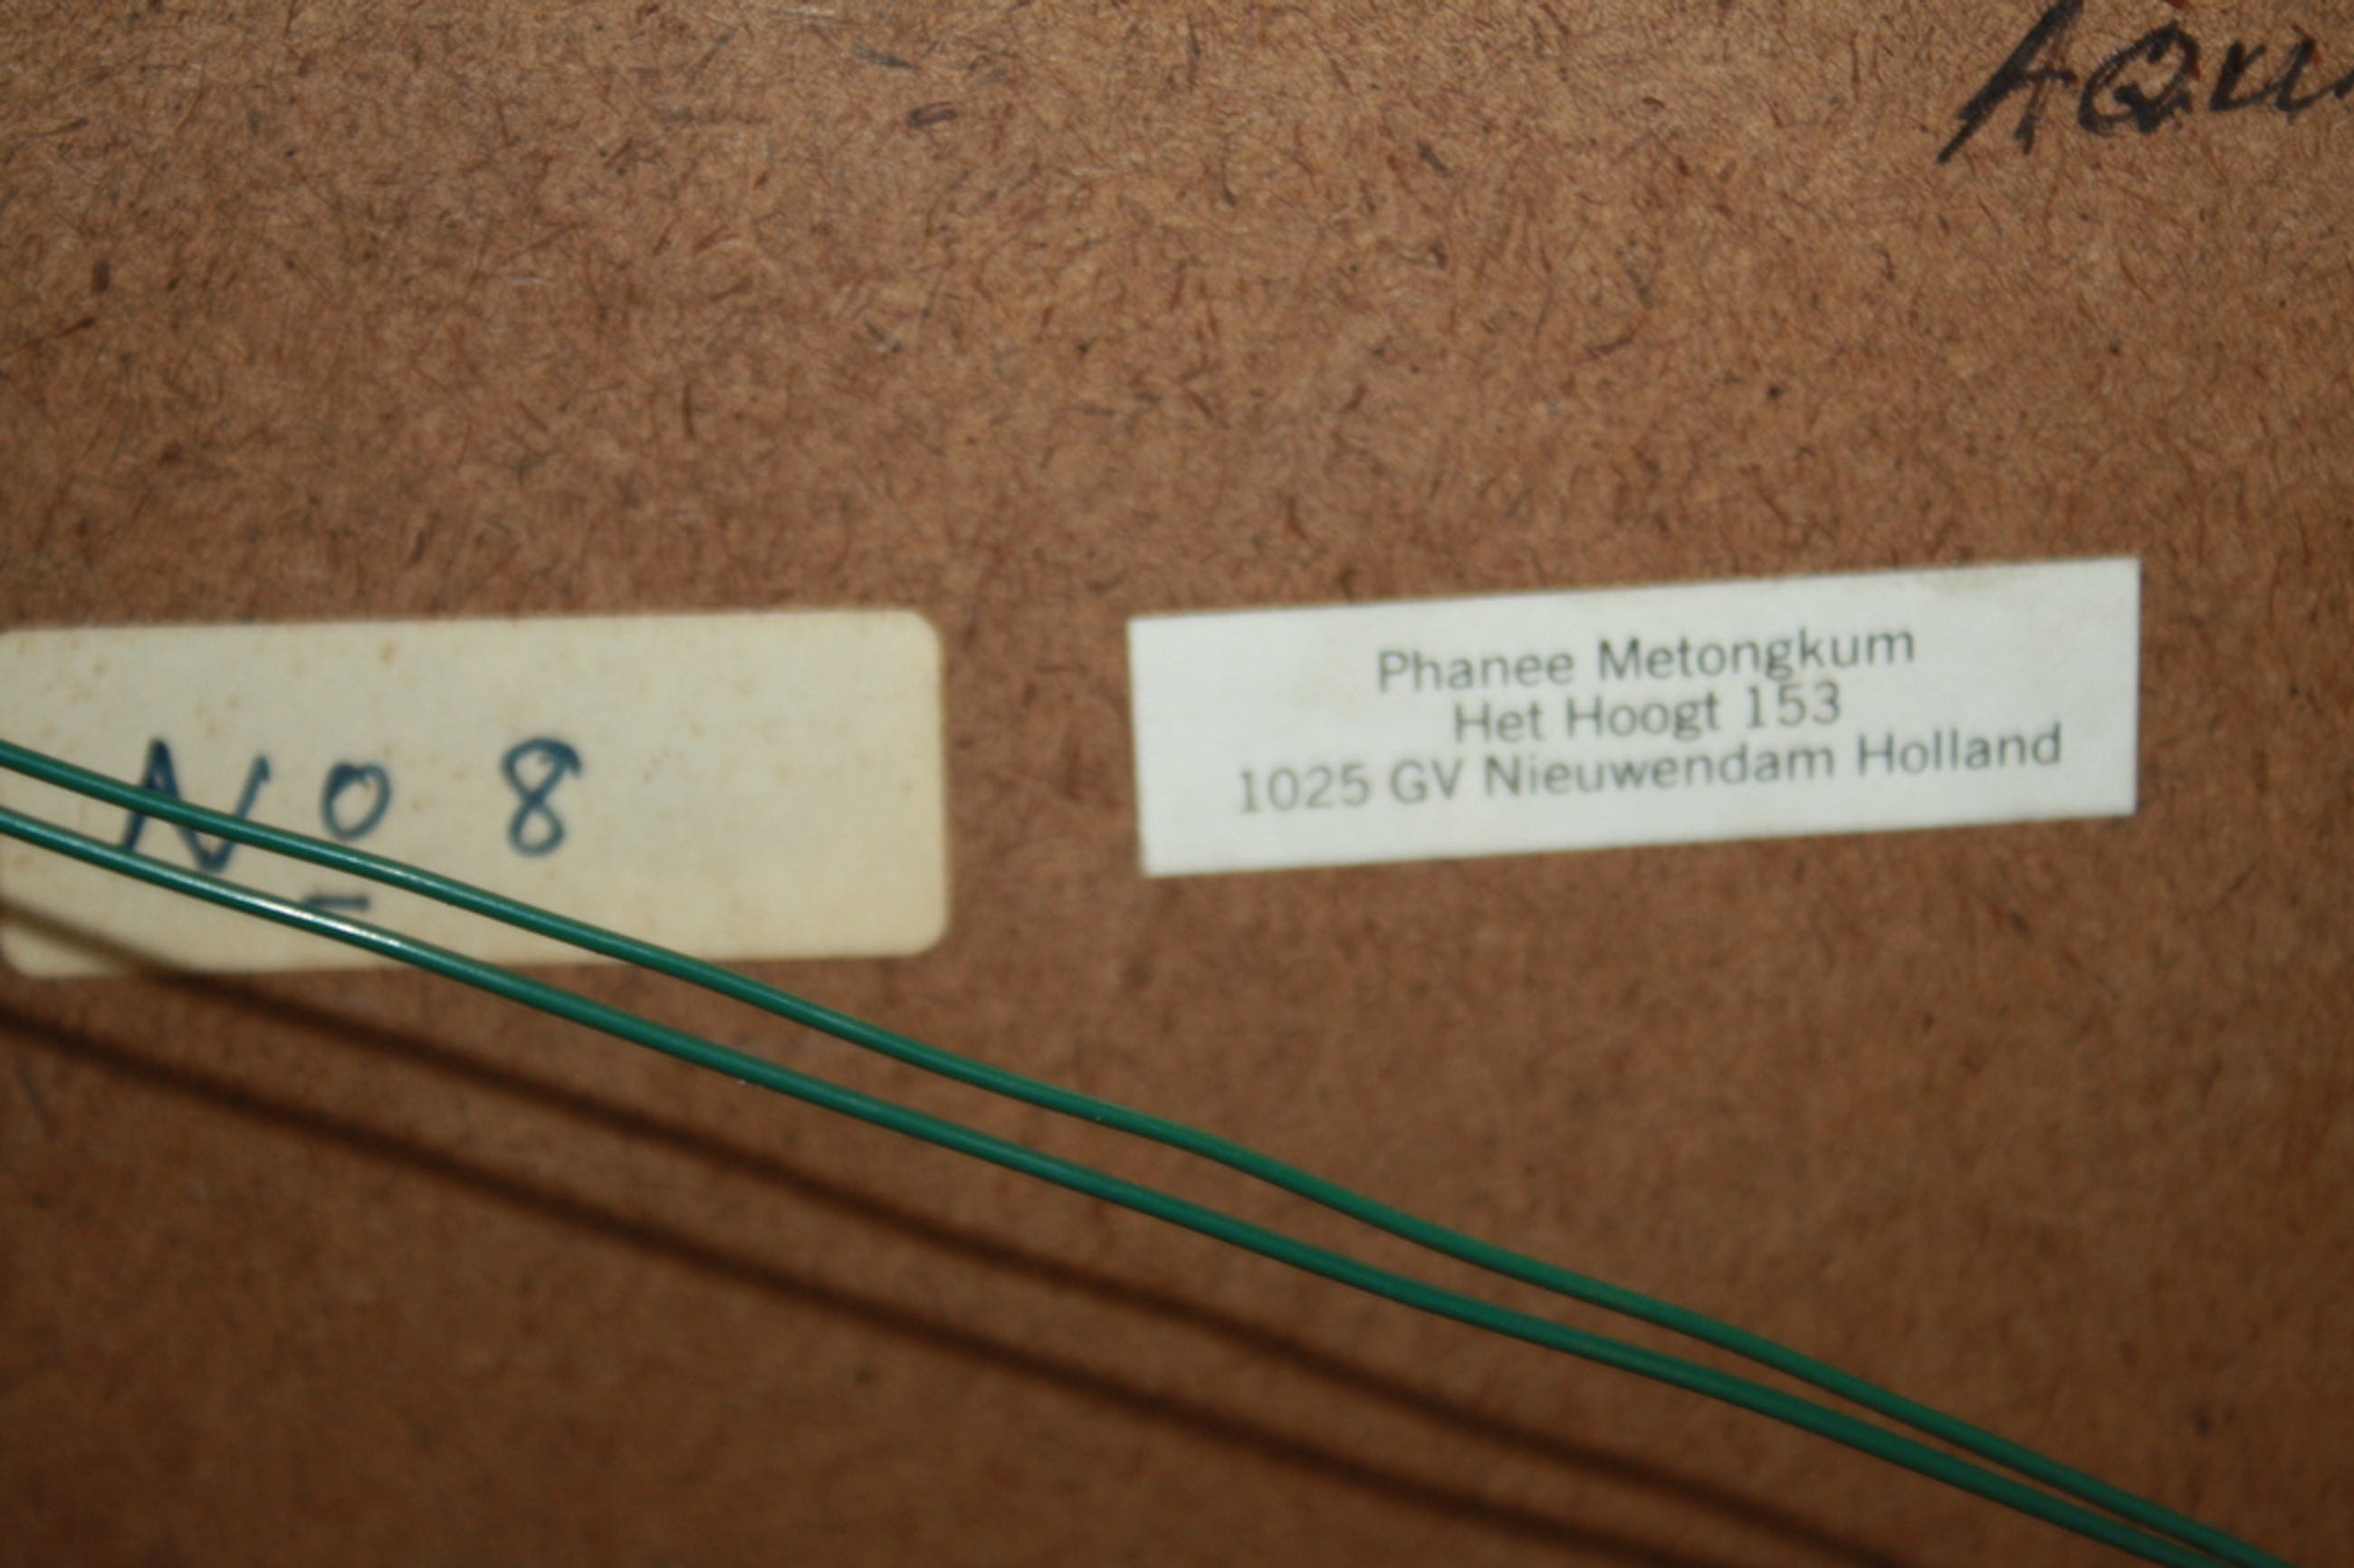 No 8
Phanee Metongkum
Het Hoogt 153
1025 GV Nieuwendam Holland